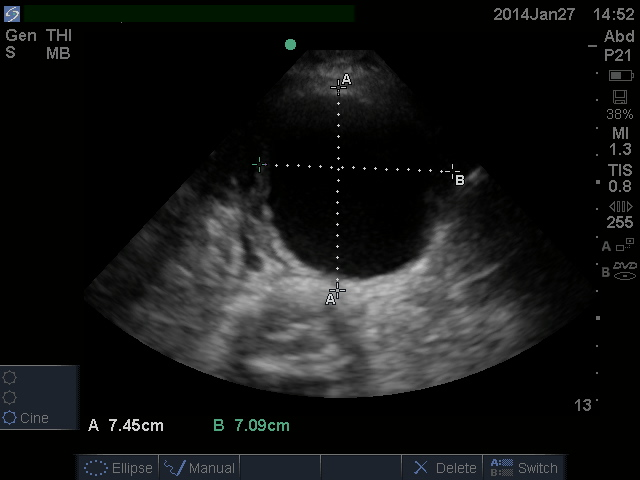 2014Jan27 14:52
Gen THI
S MB
Abd
P21
38%
MI
1.3
TIS
0.8
255
A
B DVD
A
B
A
13
Cine
A 7.45cm B 7.09cm
Ellipse Manual Delete A: B: Switch